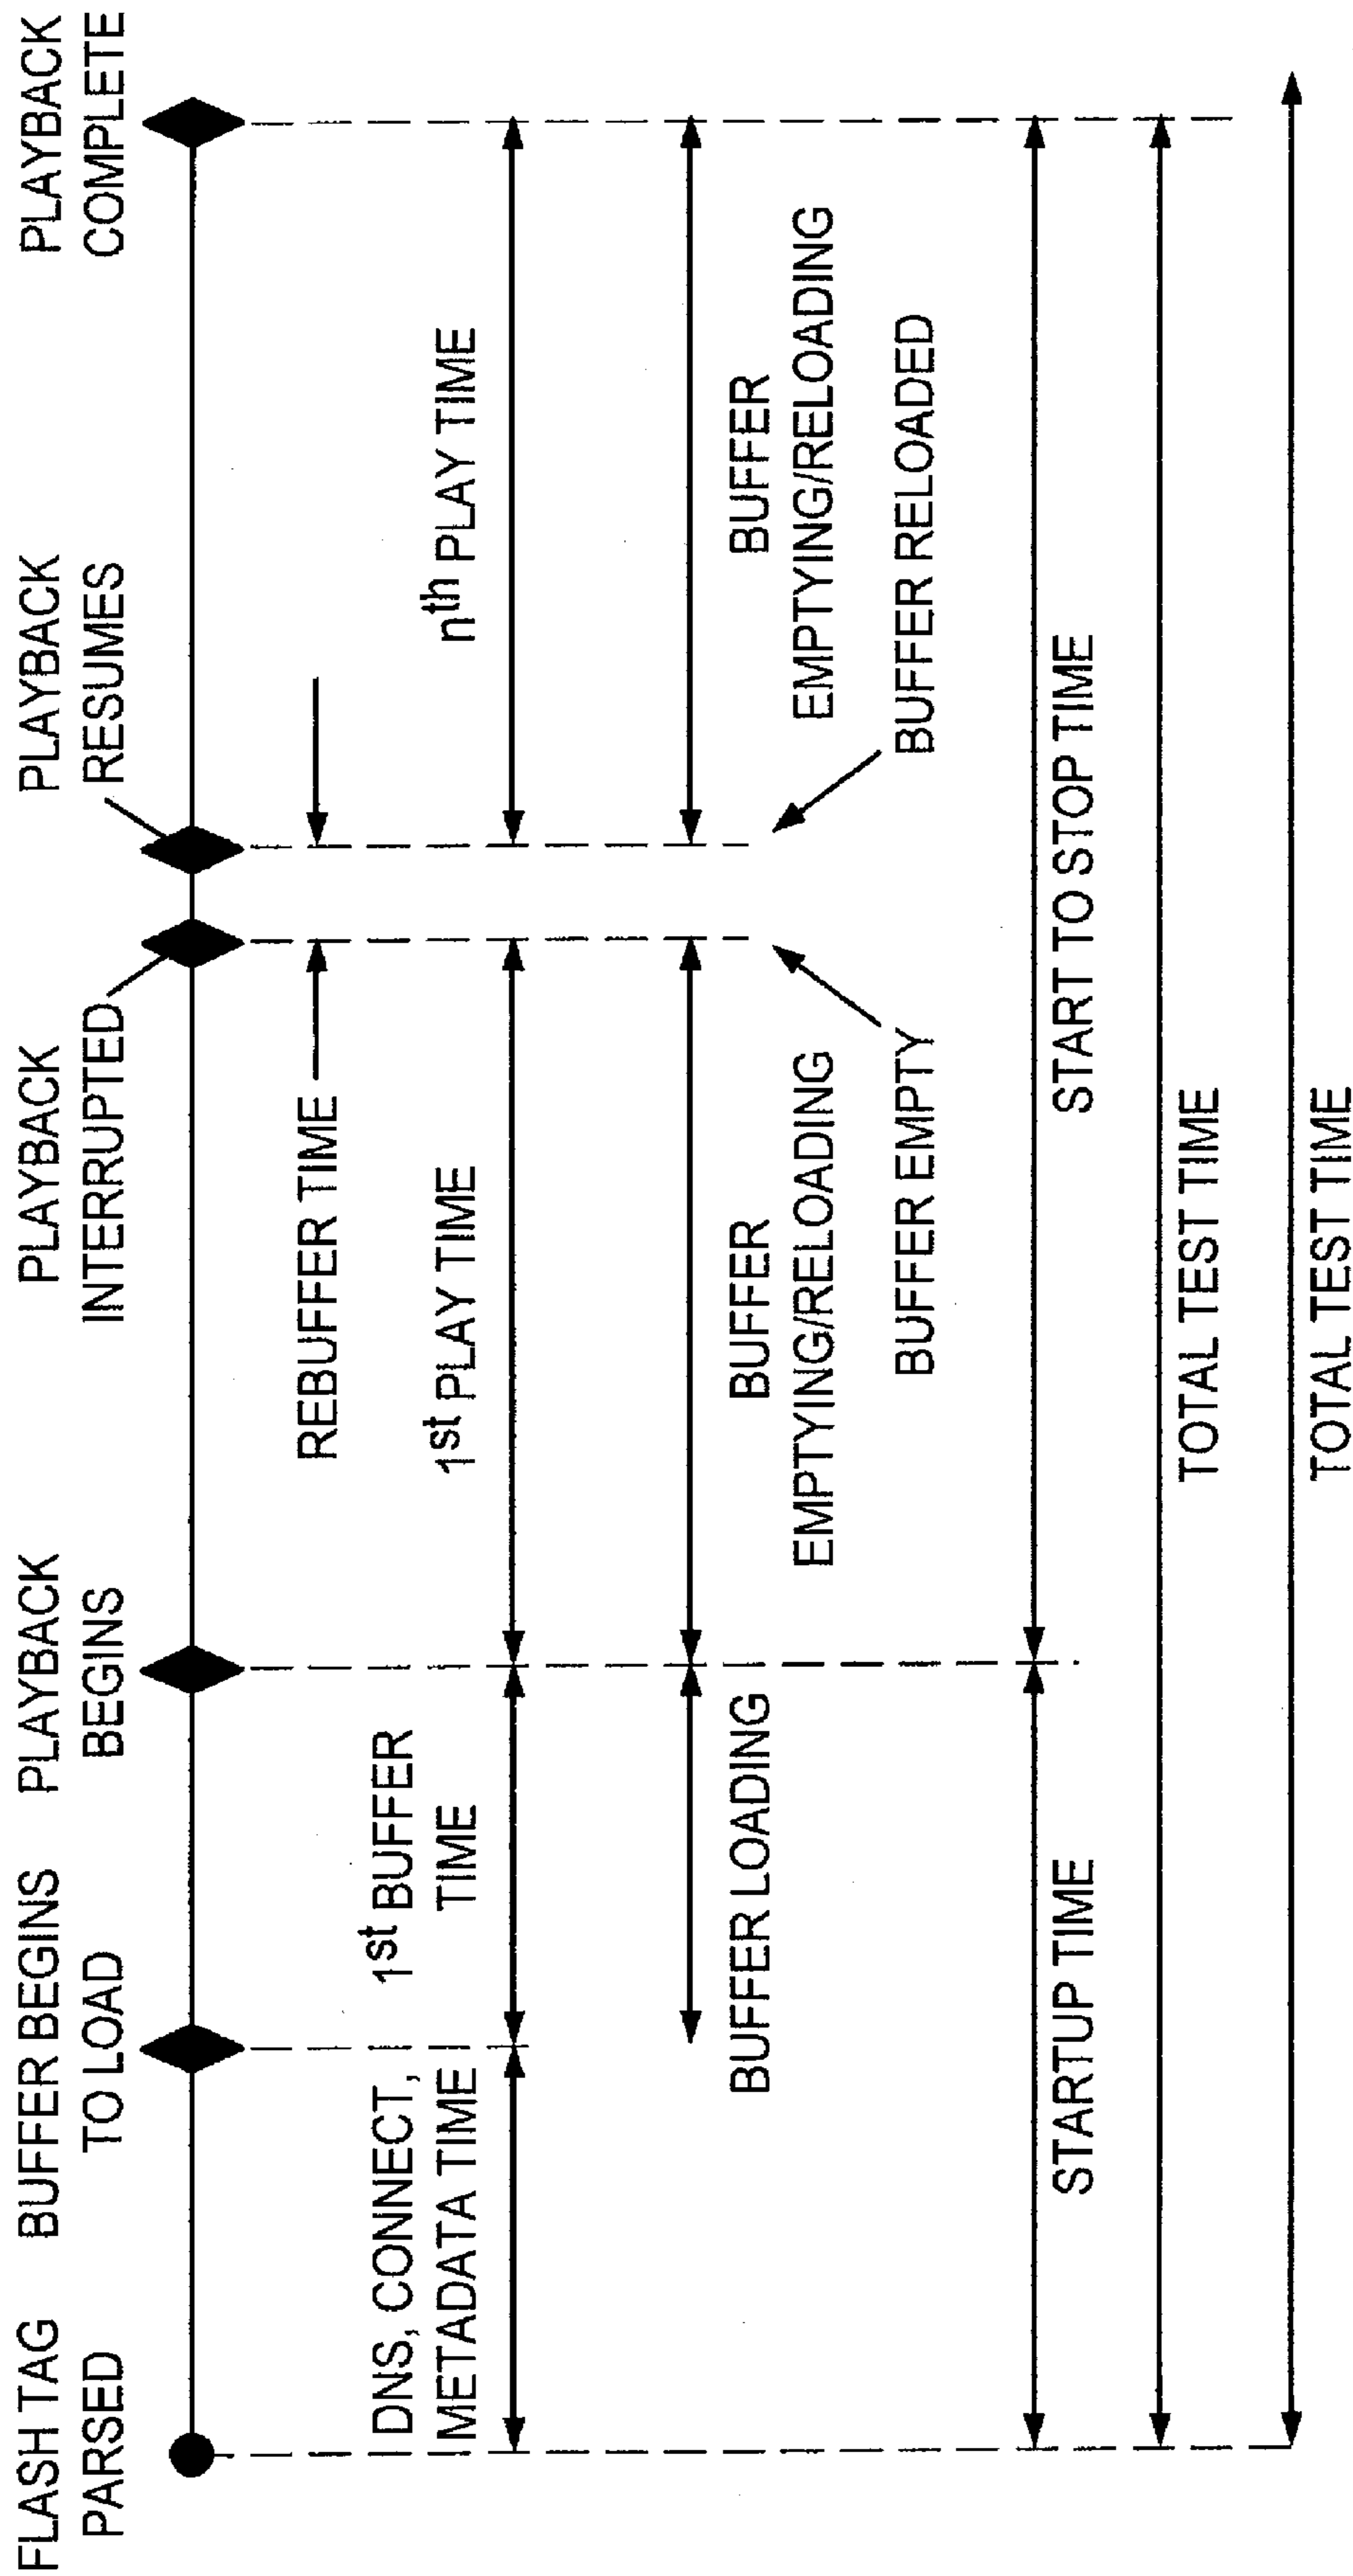 FLASH TAG
PARSED
BUFFER BEGINS
TO LOAD
PLAYBACK
BEGINS
PLAYBACK
INTERRUPTED
PLAYBACK
RESUMES
PLAYBACK
COMPLETE
REBUFFER TIME
DNS, CONNECT,
METADATA TIME
1st BUFFER
TIME
1st PLAY TIME
nth PLAY TIME
BUFFER LOADING
BUFFER
EMPTYING/RELOADING
BUFFER
EMPTYING/RELOADING
BUFFER EMPTY
BUFFER RELOADED
STARTUP TIME
START TO STOP TIME
TOTAL TEST TIME
TOTAL TEST TIME